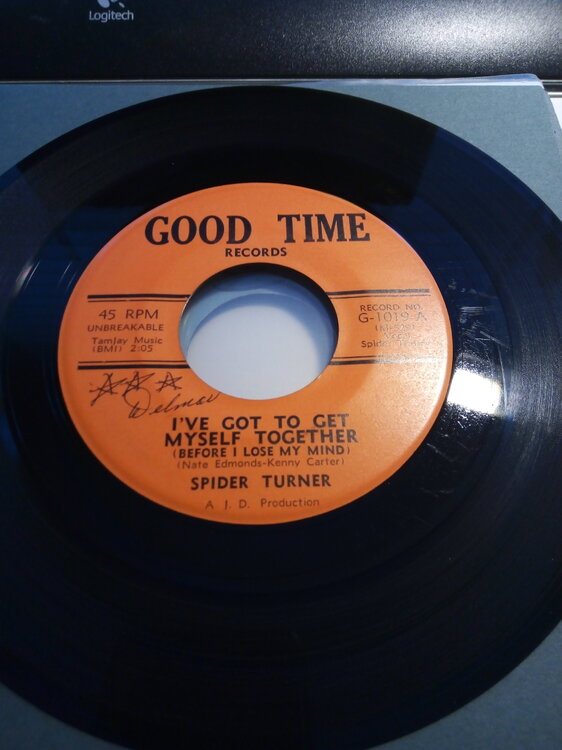 Logitech
GOOD TIME
RECORDS
45 RPM
UNBREAKABLE
TamJay Music
(BMI) 2:05
RECORD NO.
G-1019-A
Delmar
I'VE GOT TO GET
MYSELF TOGETHER
(BEFORE I LOSE MY MIND)
(Nate Edmonds-Kenny Carter)
SPIDER TURNER
A J. D. Production